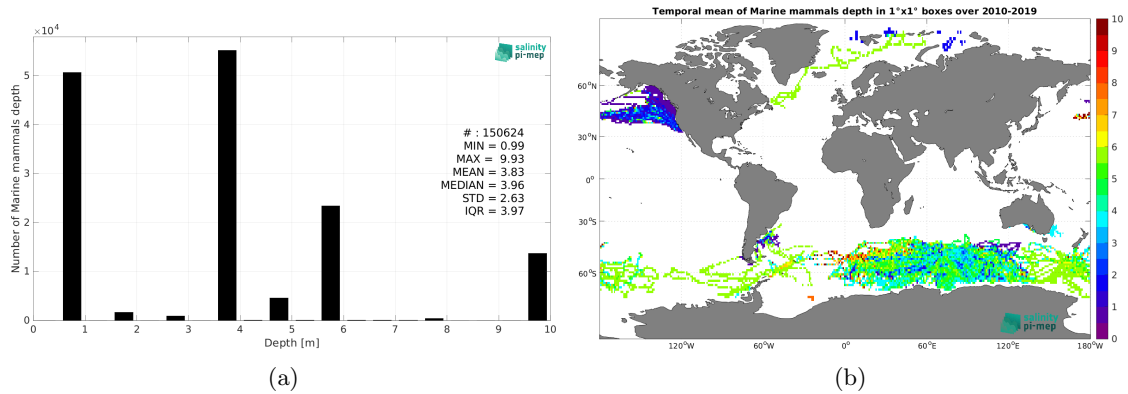 ×10⁴
salinity
pi-mep
5
4
3
2
1
0
Number of Marine mammals depth
# : 150624
MIN = 0.99
MAX = 9.93
MEAN = 3.83
MEDIAN = 3.96
STD = 2.63
IQR = 3.97
0 1 2 3 4 5 6 7 8 9 10
Depth [m]
(a)
Temporal mean of Marine mammals depth in 1°x1° boxes over 2010-2019
60°N
30°N
0°
30°S
60°S
120°W 60°W 0° 60°E 120°E 180°W
salinity
pi-mep
10
9
8
7
6
5
4
3
2
1
0
(b)